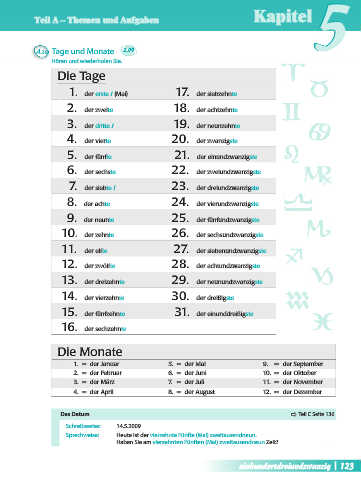 Teil A – Themen und Aufgaben
Kapitel 5
A10 Tage und Monate 2.09
Hören und wiederholen Sie.
Die Tage
1. der erste / (Mai)
2. der zweite
3. der dritte /
4. der vierte
5. der fünfte
6. der sechste
7. der siebte /
8. der achte
9. der neunte
10. der zehnte
11. der elfte
12. der zwölfte
13. der dreizehnte
14. der vierzehnte
15. der fünfzehnte
16. der sechzehnte
17. der siebzehnte
18. der achtzehnte
19. der neunzehnte
20. der zwanzigste
21. der einundzwanzigste
22. der zweiundzwanzigste
23. der dreiundzwanzigste
24. der vierundzwanzigste
25. der fünfundzwanzigste
26. der sechsundzwanzigste
27. der siebenundzwanzigste
28. der achtundzwanzigste
29. der neunundzwanzigste
30. der dreißigste
31. der einunddreißigste
Die Monate
1. = der Januar 5. = der Mai 9. = der September
2. = der Februar 6. = der Juni 10. = der Oktober
3. = der März 7. = der Juli 11. = der November
4. = der April 8. = der August 12. = der Dezember
Das Datum Teil C Seite 136
Schreibweise: 14.5.2009
Sprechweise: Heute ist der vierzehnte Fünfte (Mai) zweitausendneun.
Haben Sie am vierzehnten Fünften (Mai) zweitausendneun Zeit?
einhundertdreiundzwanzig | 123